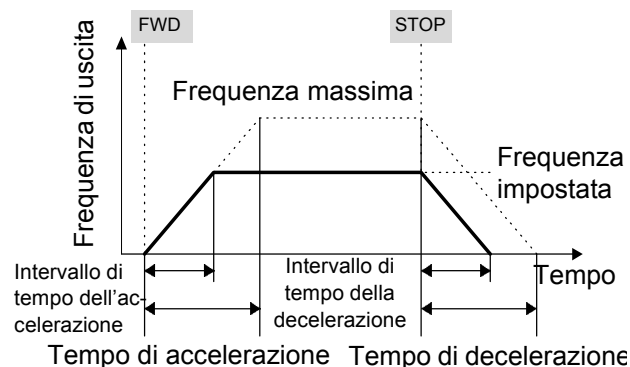 FWD
STOP
Frequenza di uscita
Frequenza massima
Frequenza
impostata
Intervallo di
tempo dell'ac-
celerazione
Intervallo di
tempo della
decelerazione
Tempo
Tempo di accelerazione
Tempo di decelerazione